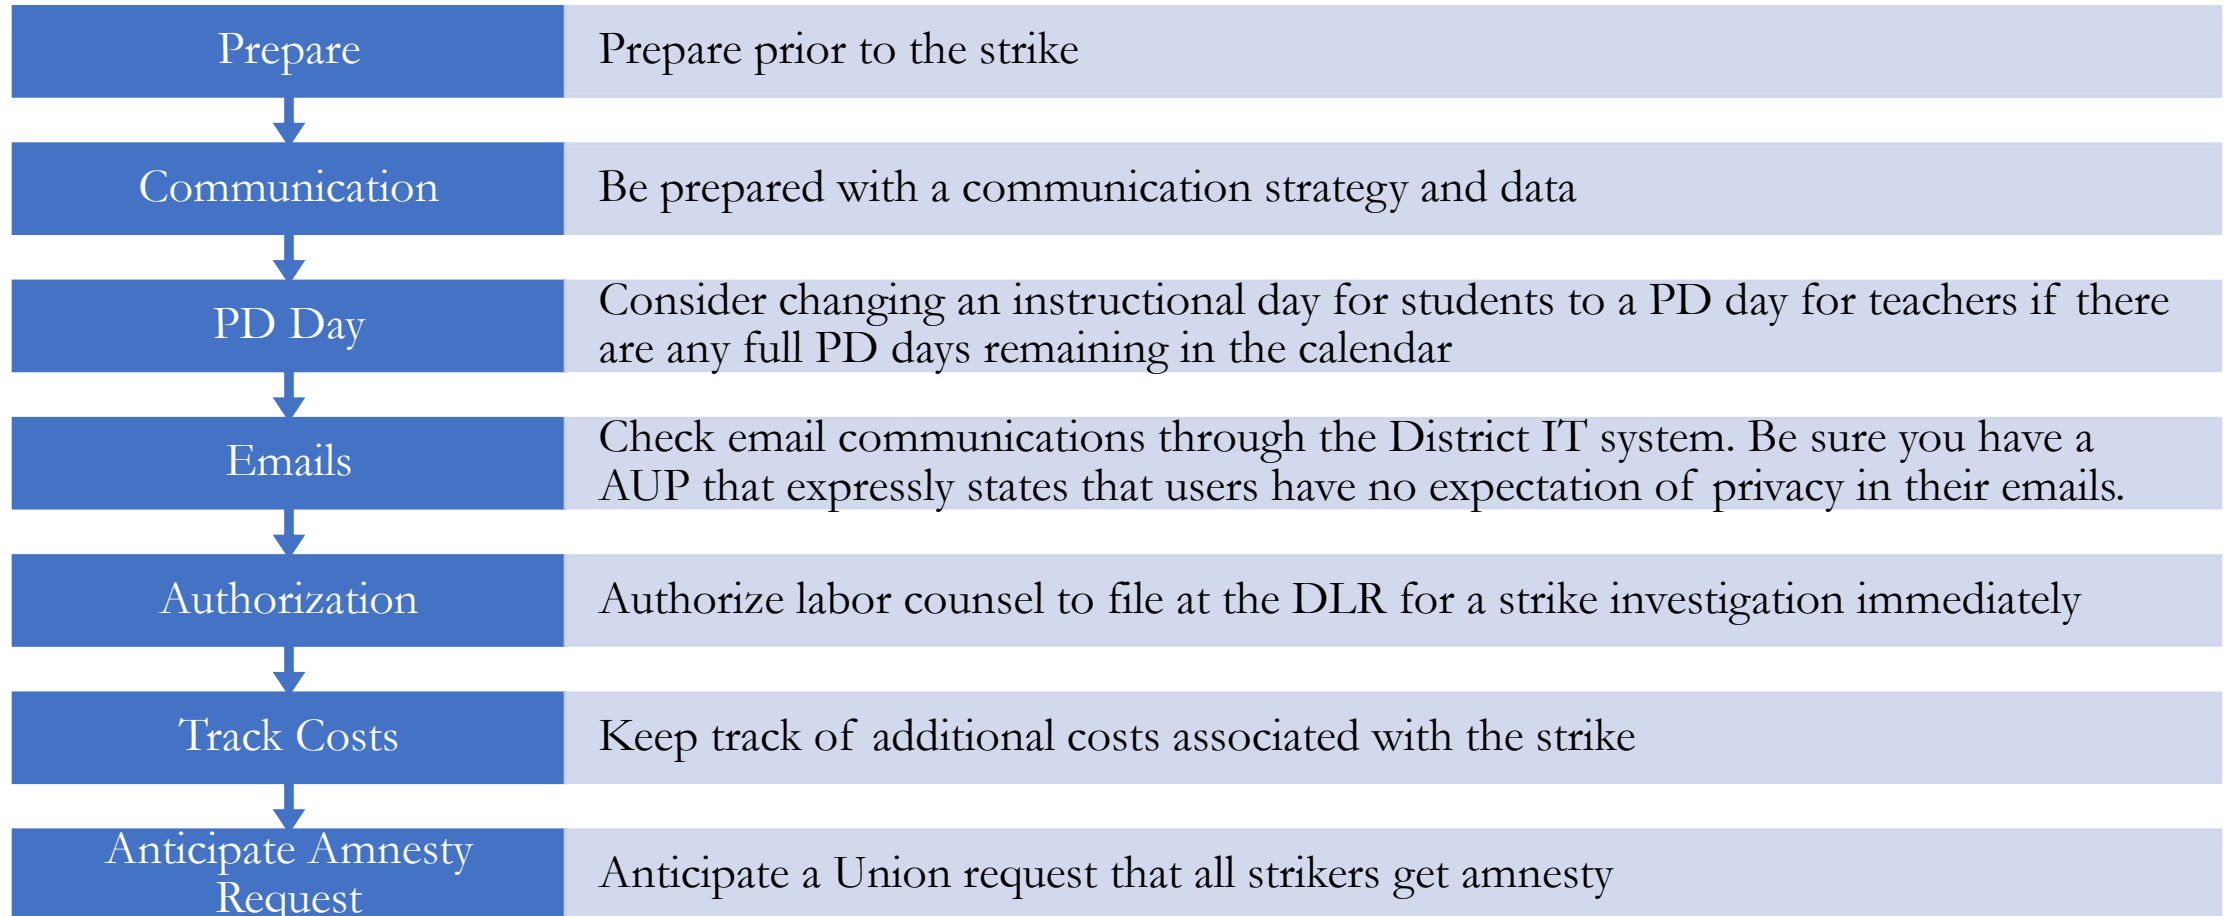 Prepare
Prepare prior to the strike
Communication
Be prepared with a communication strategy and data
PD Day
Consider changing an instructional day for students to a PD day for teachers if there
are any full PD days remaining in the calendar
Emails
Check email communications through the District IT system. Be sure you have a
AUP that expressly states that users have no expectation of privacy in their emails.
Authorization
Authorize labor counsel to file at the DLR for a strike investigation immediately
Track Costs
Keep track of additional costs associated with the strike
Anticipate Amnesty
Request
Anticipate a Union request that all strikers get amnesty